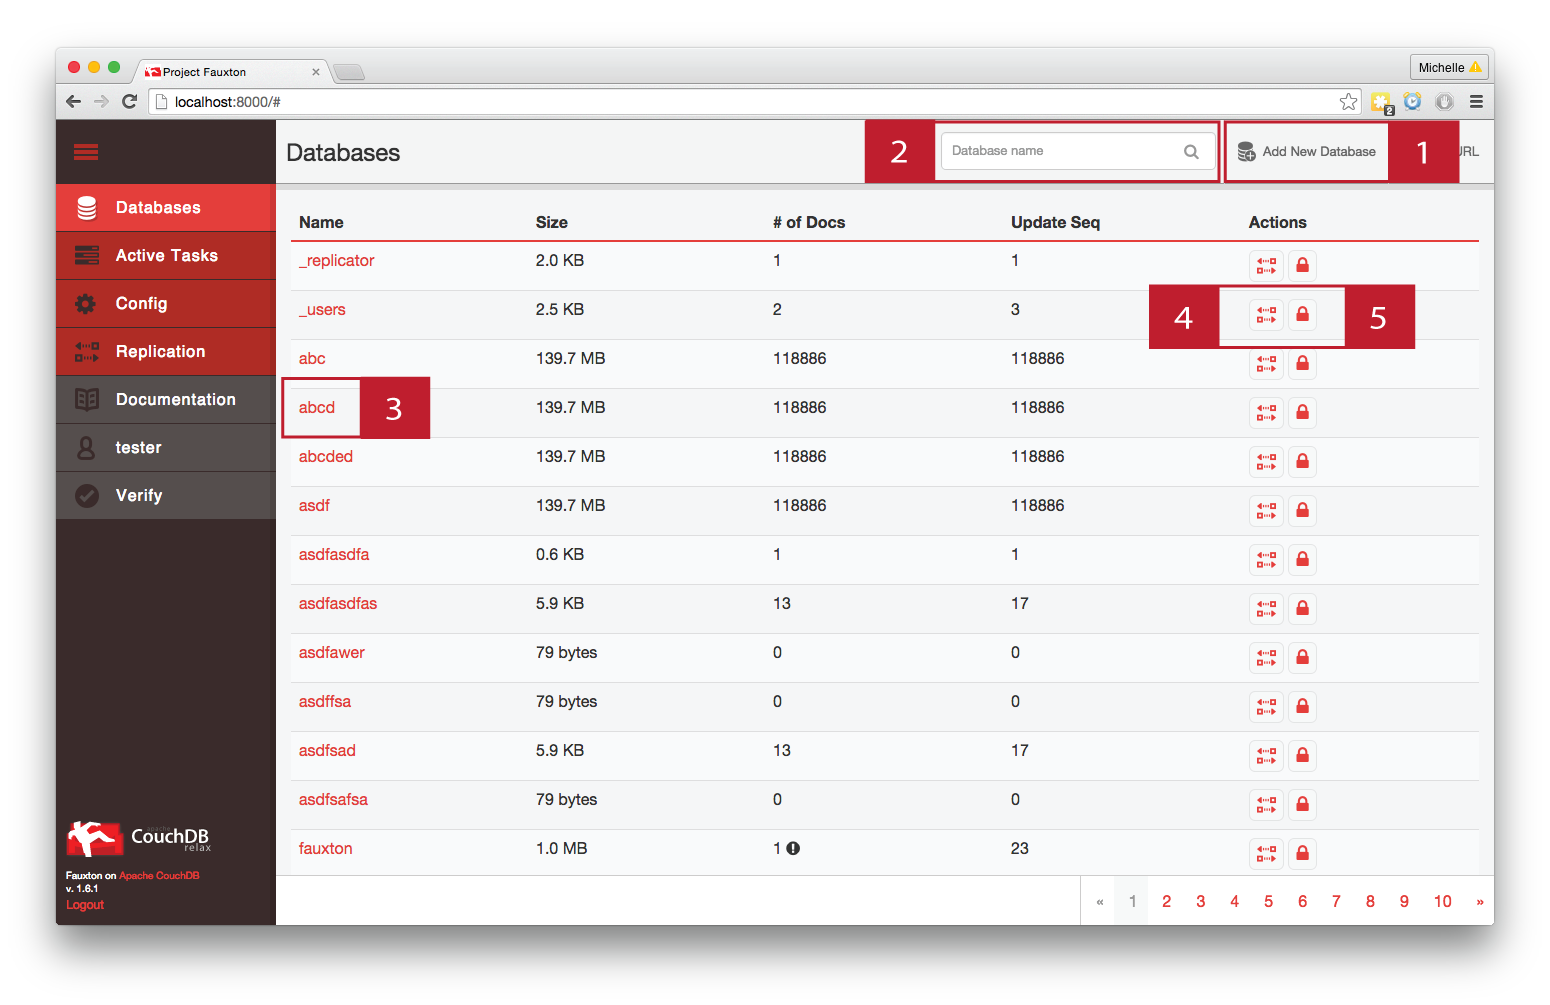 Project Fauxton
Michelle
localhost:8000/#
2
Databases
2
Database name
Add New Database
1
URL
Databases
Active Tasks
Config
Replication
Documentation
tester
Verify
Name Size # of Docs Update Seq Actions
_replicator 2.0 KB 1 1
_users 2.5 KB 2 3 4 5
abc 139.7 MB 118886 118886
abcd 3 139.7 MB 118886 118886
abcded 139.7 MB 118886 118886
asdf 139.7 MB 118886 118886
asdfasdfa 0.6 KB 1 1
asdfasdfas 5.9 KB 13 17
asdfawer 79 bytes 0 0
asdffsa 79 bytes 0 0
asdfsad 5.9 KB 13 17
asdfsafsa 79 bytes 0 0
fauxton 1.0 MB 1 23
apache
CouchDB
relax
Fauxton on Apache CouchDB
v. 1.6.1
Logout
« 1 2 3 4 5 6 7 8 9 10 »